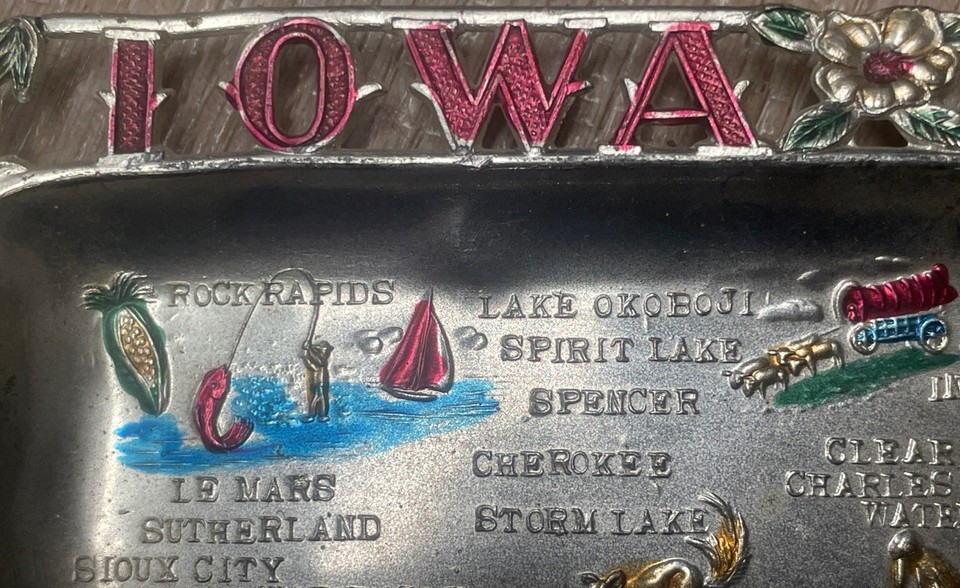 IOWA
ROCK RAPIDS
LAKE OKOBOJI
SPIRIT LAKE
SPENCER
CHEROKEE
CLEAR
CHARLES
LE MARS
STORM LAKE
SUTHERLAND
SIOUX CITY